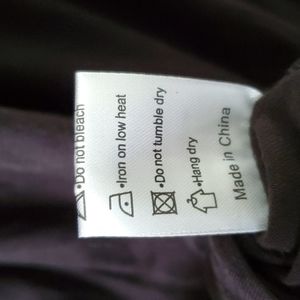 •Do not bleach
•Iron on low heat
•Do not tumble dry
•Hang dry
Made in China